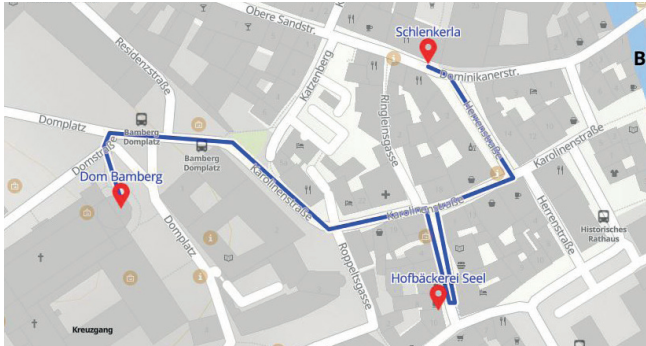 Obere Sandstr.
Schlenkerla
B
Residenzstraße
Katzenberg
Dominikanerstr.
Ringleinsgasse
Domplatz
Bamberg
Domplatz
Domstraße
Bamberg
Domplatz
Karolinenstraße
Dom Bamberg
Karolinenstraße
Karolinenstraße
Herrenstraße
Historisches
Rathaus
Domplatz
Roppeltsgasse
Hofbäckerei Seel
Kreuzgang